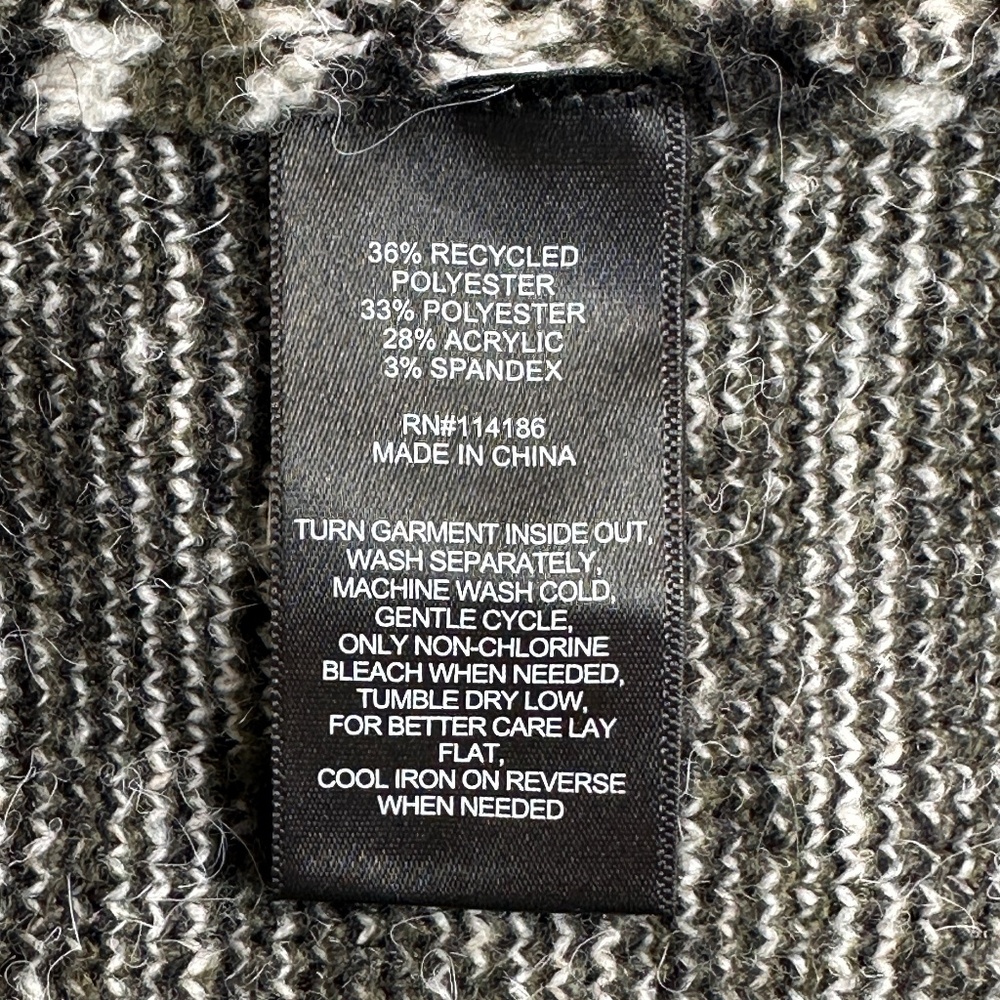 36% RECYCLED
POLYESTER
33% POLYESTER
28% ACRYLIC
3% SPANDEX
RN#114186
MADE IN CHINA
TURN GARMENT INSIDE OUT,
WASH SEPARATELY,
MACHINE WASH COLD,
GENTLE CYCLE,
ONLY NON-CHLORINE
BLEACH WHEN NEEDED,
TUMBLE DRY LOW,
FOR BETTER CARE LAY
FLAT,
COOL IRON ON REVERSE
WHEN NEEDED